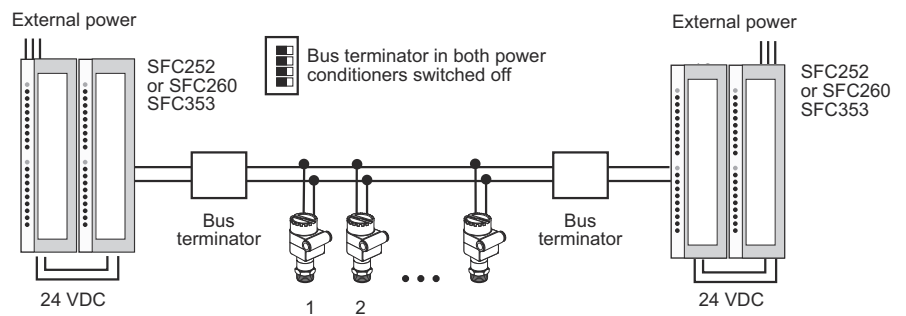 External power
External power
SFC252
or SFC260
SFC353
Bus terminator in both power
conditioners switched off
SFC252
or SFC260
SFC353
Bus
terminator
Bus
terminator
24 VDC
1
2
24 VDC